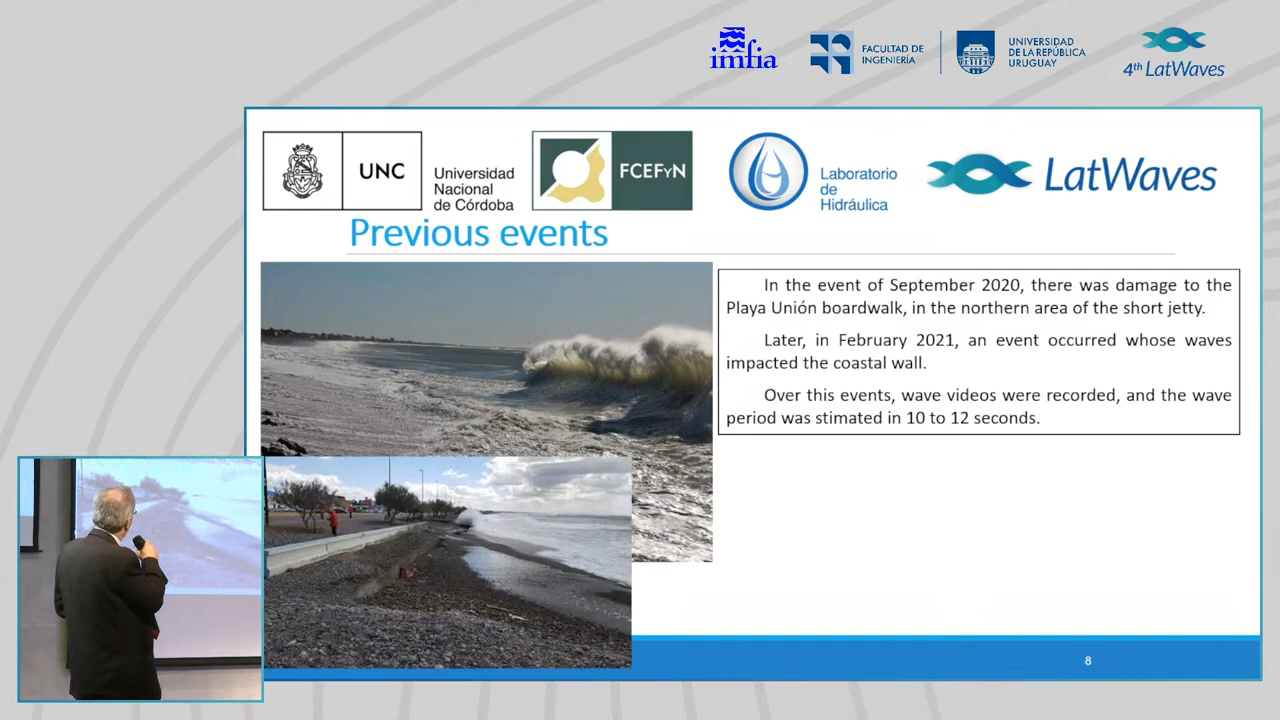 imfia
FACULTAD DE
INGENIERÍA
UNIVERSIDAD
DE LA REPÚBLICA
URUGUAY
4th LatWaves
UNC
Universidad
Nacional
de Córdoba
FCEFyN
Laboratorio
de
Hidráulica
LatWaves
Previous events
In the event of September 2020, there was damage to the
Playa Unión boardwalk, in the northern area of the short jetty.
Later, in February 2021, an event occurred whose waves
impacted the coastal wall.
Over this events, wave videos were recorded, and the wave
period was stimated in 10 to 12 seconds.
8